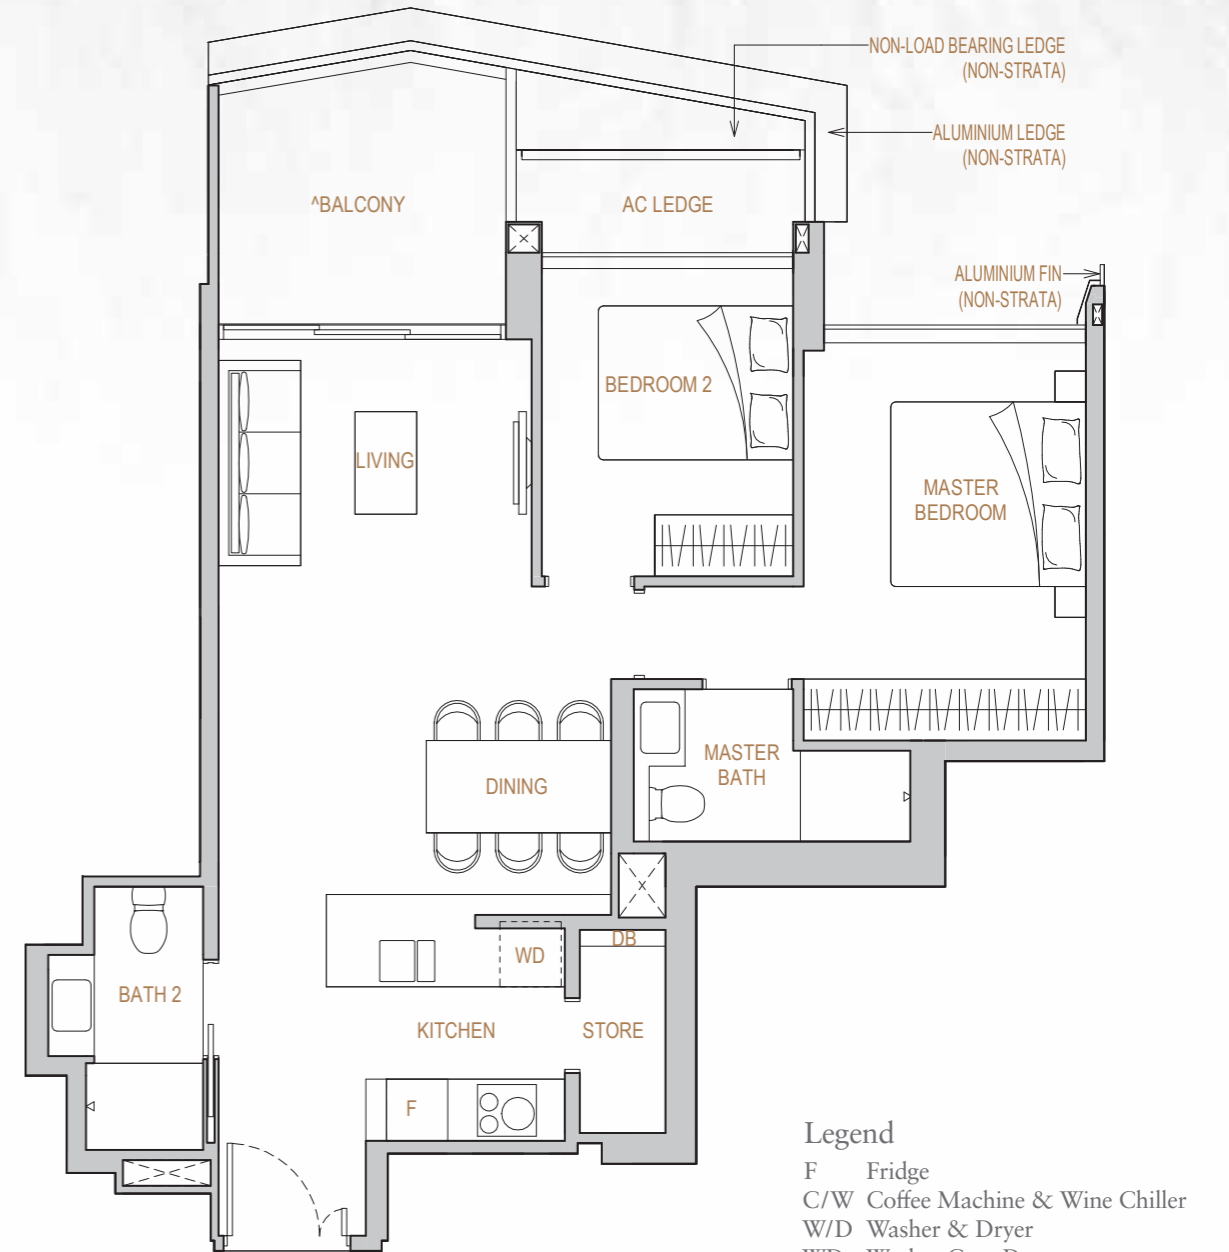 NON-LOAD BEARING LEDGE
(NON-STRATA)
ALUMINIUM LEDGE
(NON-STRATA)
^BALCONY
AC LEDGE
ALUMINIUM FIN
(NON-STRATA)
BEDROOM 2
LIVING
MASTER
BEDROOM
MASTER
BATH
DINING
DB
WD
BATH 2
KITCHEN
STORE
F
Legend
F Fridge
C/W Coffee Machine & Wine Chiller
W/D Washer & Dryer